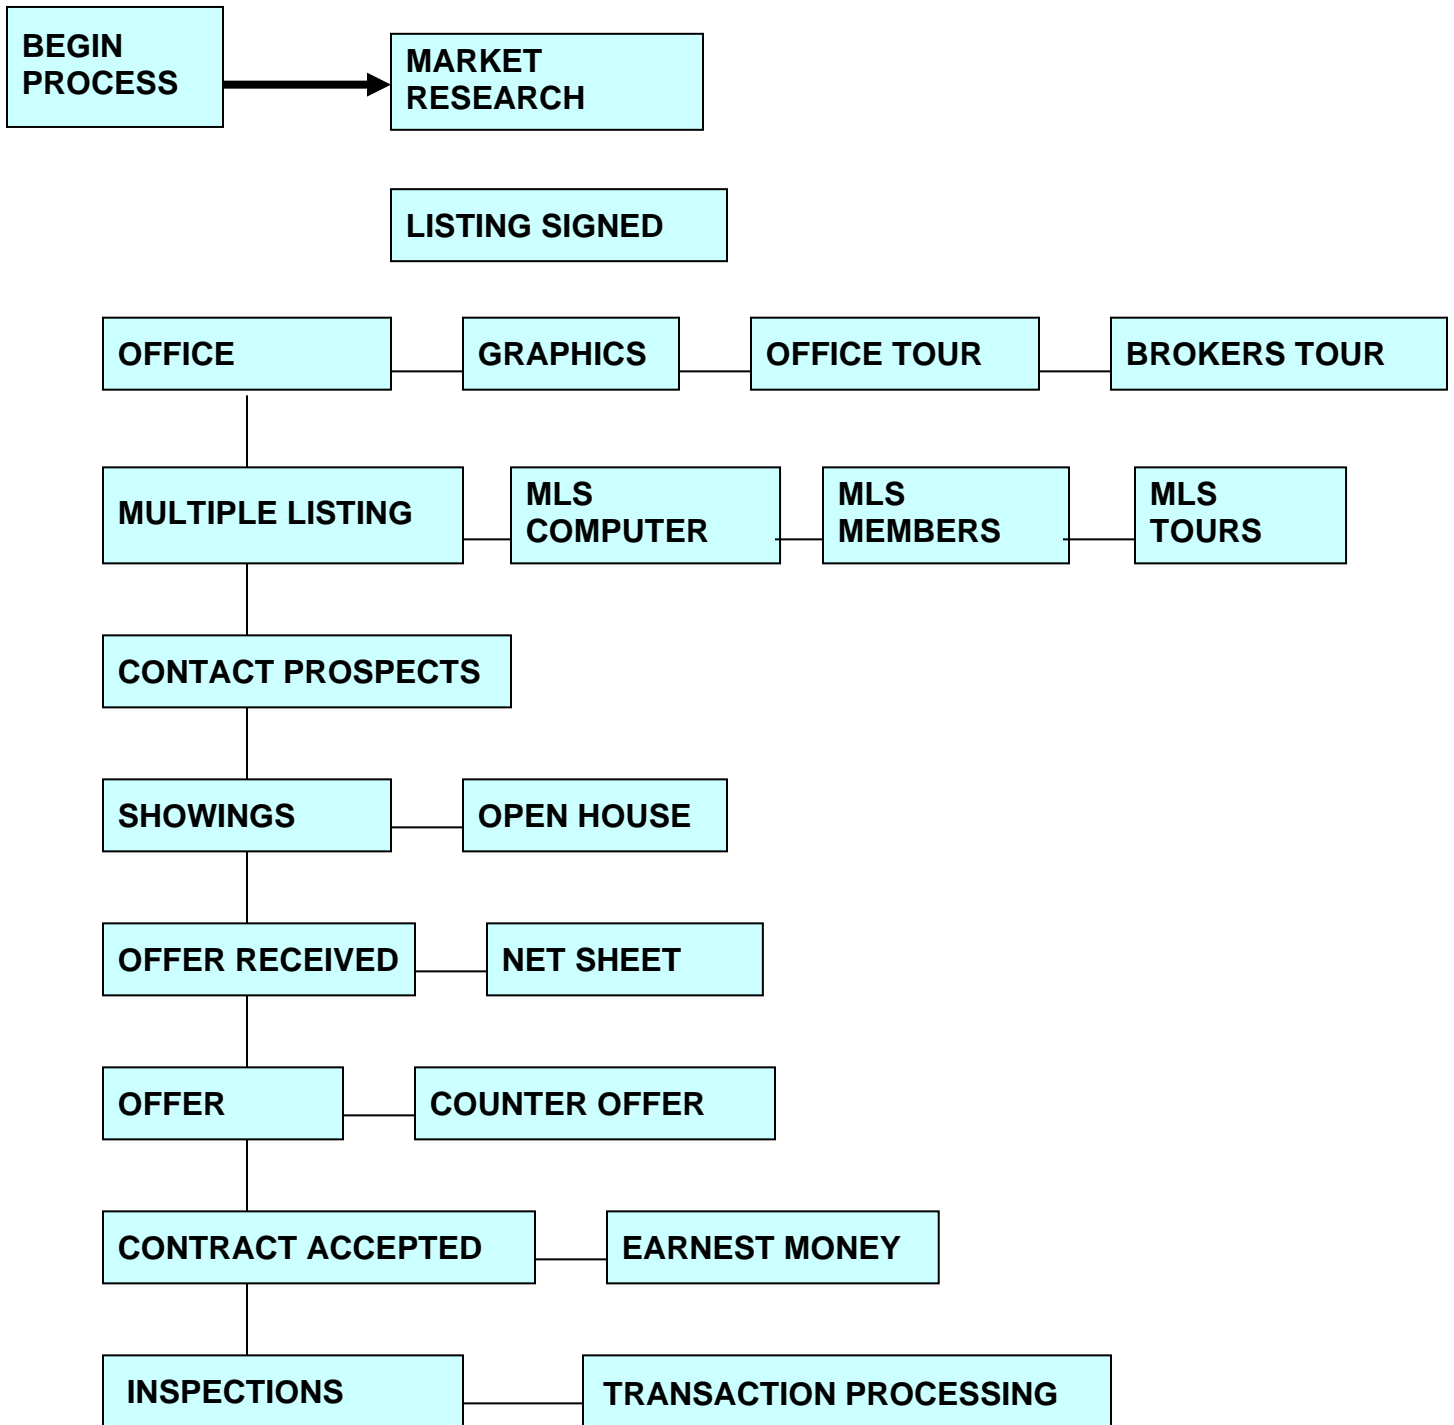 BEGIN
PROCESS
MARKET
RESEARCH
LISTING SIGNED
OFFICE
GRAPHICS
OFFICE TOUR
BROKERS TOUR
MULTIPLE LISTING
MLS
COMPUTER
MLS
MEMBERS
MLS
TOURS
CONTACT PROSPECTS
SHOWINGS
OPEN HOUSE
OFFER RECEIVED
NET SHEET
OFFER
COUNTER OFFER
CONTRACT ACCEPTED
EARNEST MONEY
INSPECTIONS
TRANSACTION PROCESSING